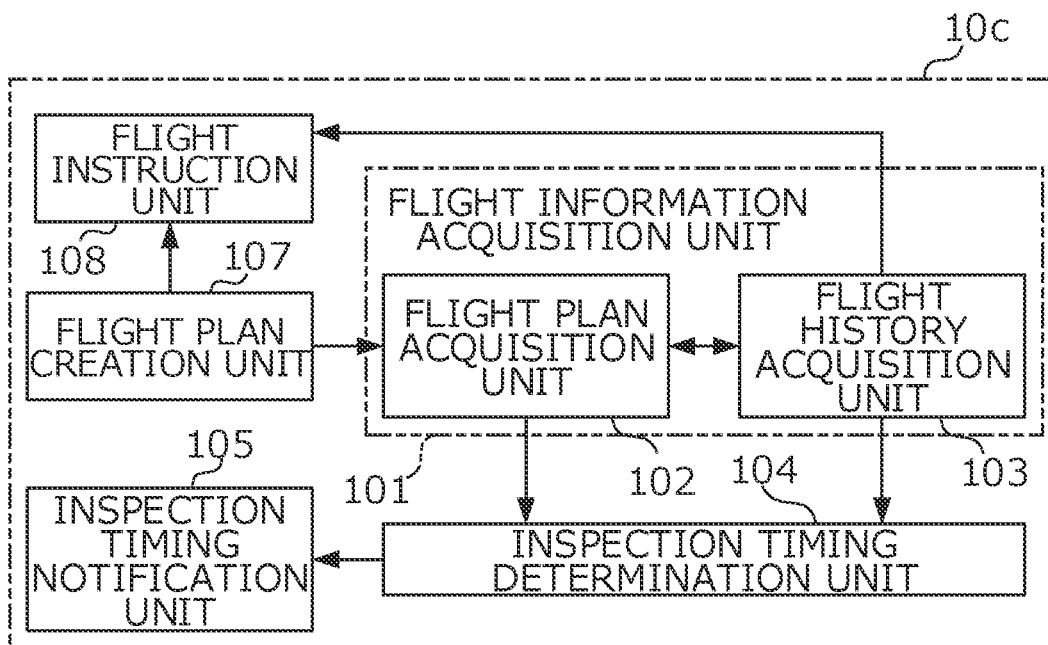 10c
FLIGHT
INSTRUCTION
UNIT
108
107
FLIGHT PLAN
CREATION UNIT
FLIGHT INFORMATION
ACQUISITION UNIT
FLIGHT PLAN
ACQUISITION
UNIT
FLIGHT
HISTORY
ACQUISITION
UNIT
101
102
103
105
INSPECTION
TIMING
NOTIFICATION
UNIT
104
INSPECTION TIMING
DETERMINATION UNIT